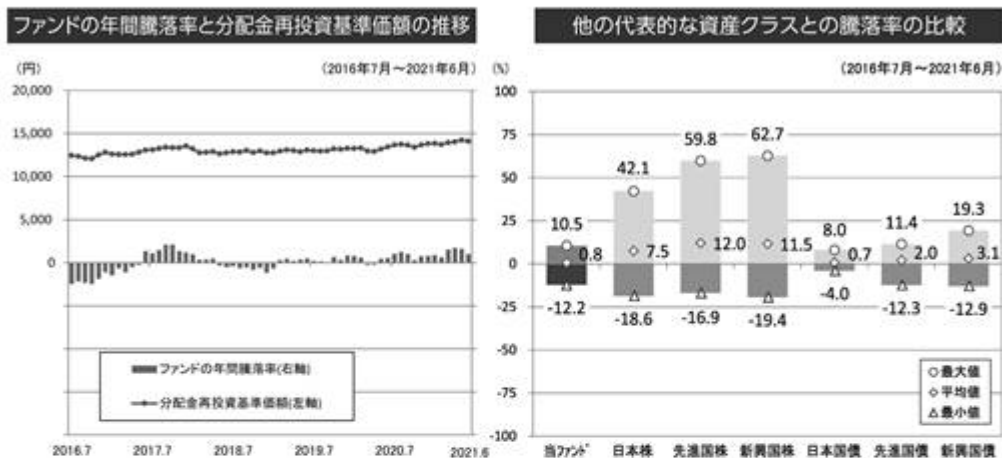 ファンドの年間騰落率と分配金再投資基準価額の推移
(円)
(2016年7月～2021年6月)
20,000
15,000
10,000
5,000
0
ファンドの年間騰落率(右軸)
分配金再投資基準価額(左軸)
2016.7
2017.7
2018.7
2019.7
2020.7
2021.6
他の代表的な資産クラスとの騰落率の比較
(%)
(2016年7月～2021年6月)
100
75
50
25
0
-25
-50
-75
-100
10.5
42.1
59.8
62.7
8.0
11.4
19.3
0.8
7.5
12.0
11.5
0.7
2.0
3.1
-12.2
-18.6
-16.9
-19.4
-4.0
-12.3
-12.9
最大値
平均値
最小値
当ファンド
日本株
先進国株
新興国株
日本国債
先進国債
新興国債